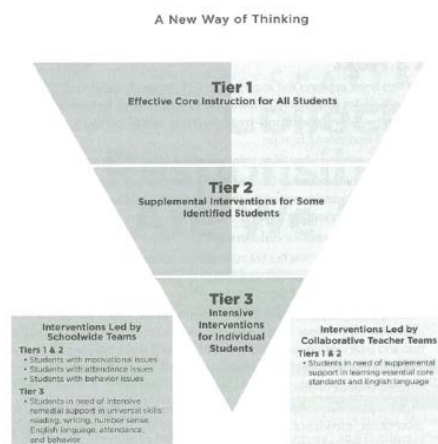 A New Way of Thinking
Tier 1
Effective Core Instruction for All Students
Tier 2
Supplemental Interventions for Some
Identified Students
Tier 3
Intensive
Interventions
for Individual
Students
Interventions Led by
Schoolwide Teams
Tiers 1 & 2
• Students with motivational issues
• Students with attendance issues
• Students with behavior issues
Tier 3
• Students in need of intensive
remedial support in universal skills:
reading, writing, number sense,
English language, attendance,
and behavior
Interventions Led by
Collaborative Teacher Teams
Tiers 1 & 2
• Students in need of supplemental
support in learning essential core
standards and English language